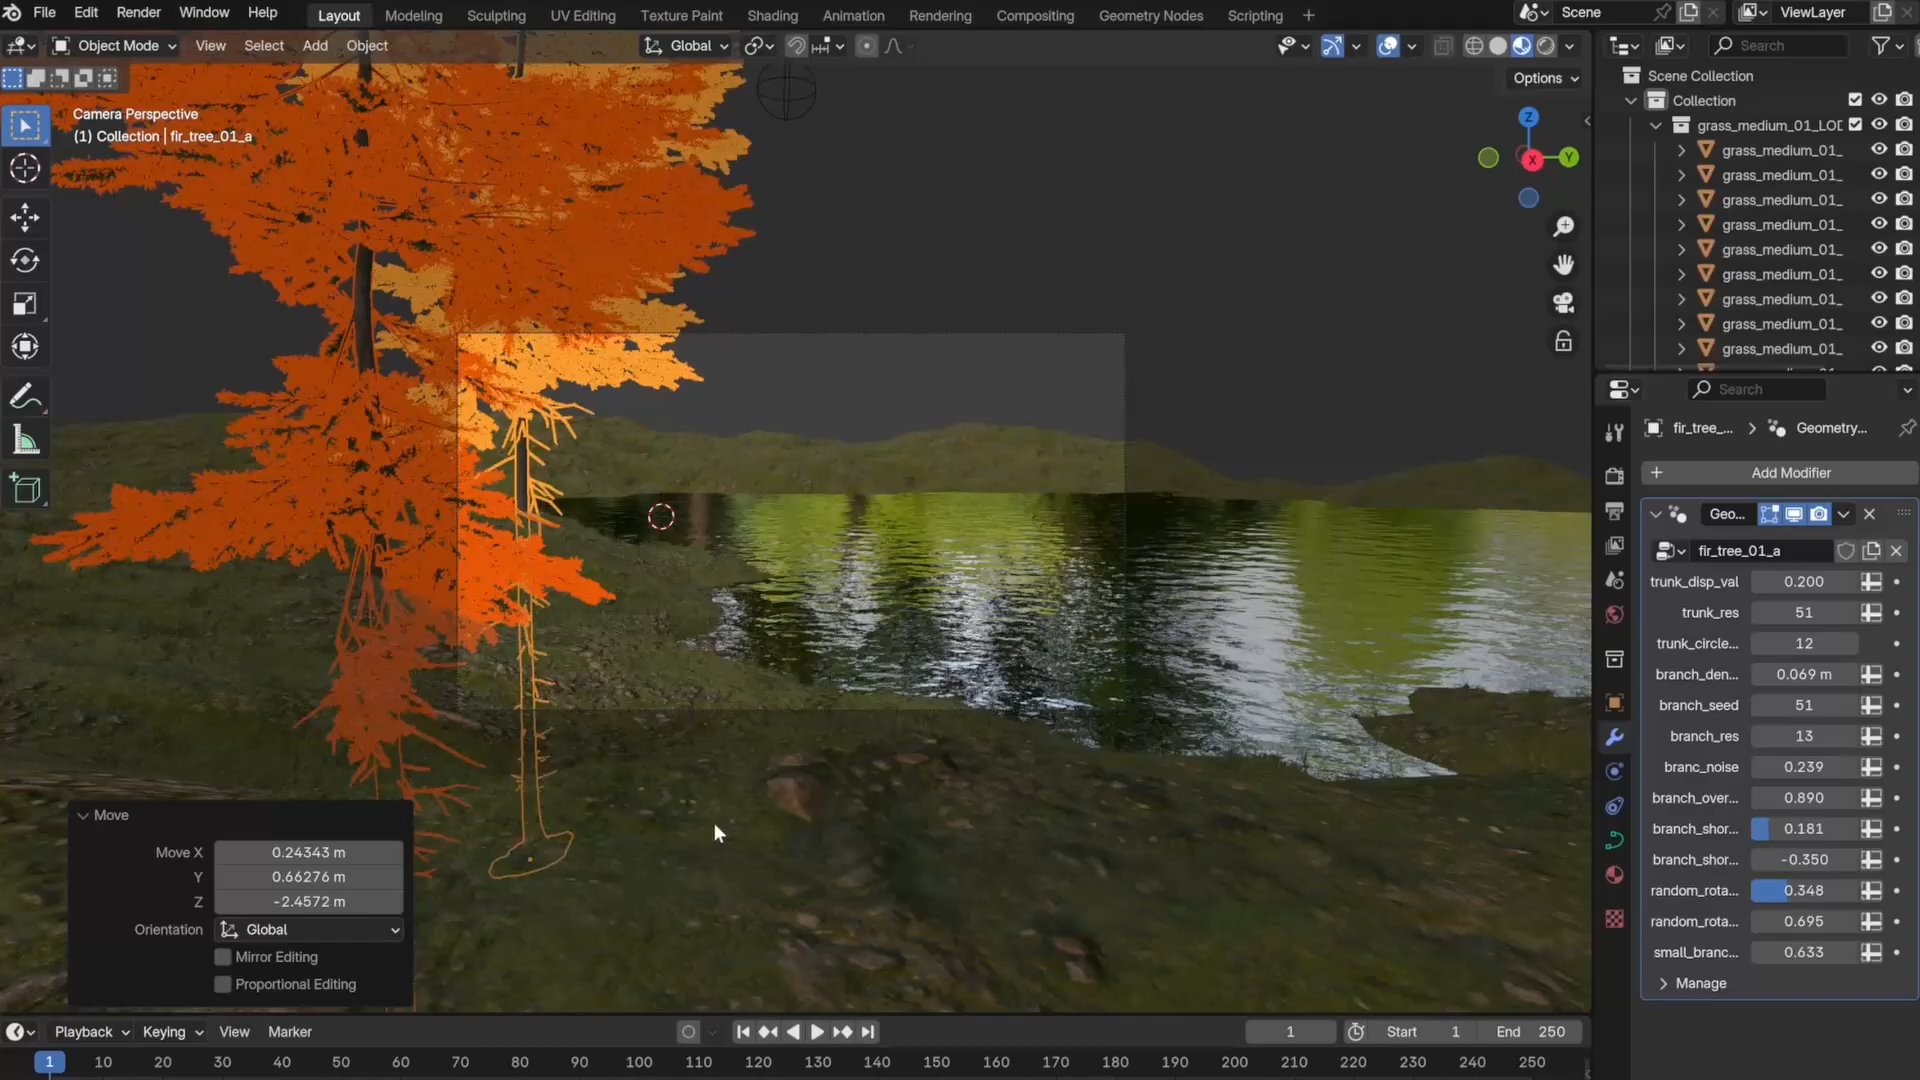 File Edit Render Window Help Layout Modeling Sculpting UV Editing Texture Paint Shading Animation Rendering Compositing Geometry Nodes Scripting + Scene ViewLayer
Object Mode View Select Add Object Global Search
Options
Camera Perspective
(1) Collection | fir_tree_01_a
Z
X
Y
Scene Collection
Collection
grass_medium_01_LOD
grass_medium_01_
grass_medium_01_
grass_medium_01_
grass_medium_01_
grass_medium_01_
grass_medium_01_
grass_medium_01_
grass_medium_01_
grass_medium_01_
Search
fir_tree_... Geometry...
Add Modifier
Geo...
fir_tree_01_a
trunk_disp_val 0.200
trunk_res 51
trunk_circle... 12
branch_den... 0.069 m
branch_seed 51
branch_res 13
branc_noise 0.239
branch_over... 0.890
branch_shor... 0.181
branch_shor... -0.350
random_rota... 0.348
random_rota... 0.695
small_branc... 0.633
Manage
Move
Move X 0.24343 m
Y 0.66276 m
Z -2.4572 m
Orientation Global
Mirror Editing
Proportional Editing
Playback Keying View Marker 1 Start 1 End 250
1 10 20 30 40 50 60 70 80 90 100 110 120 130 140 150 160 170 180 190 200 210 220 230 240 250